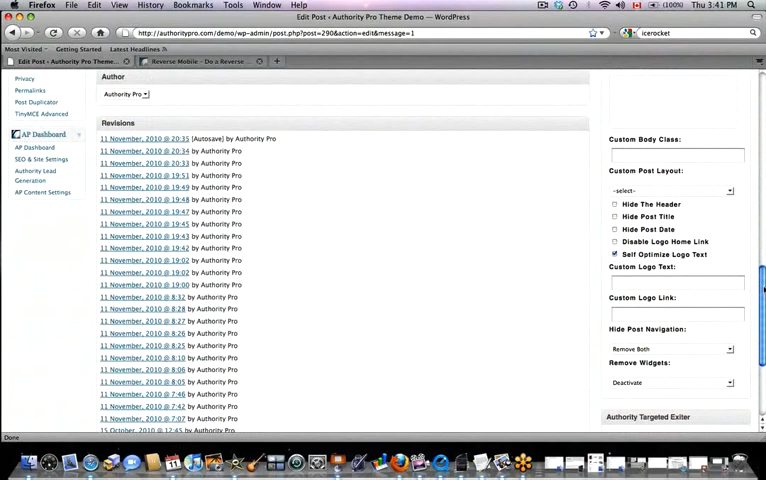 Firefox File Edit View History Bookmarks Tools Window Help (100%) Thu 3:41 PM
Edit Post ‹ Authority Pro Theme Demo — WordPress
http://authoritypro.com/demo/wp-admin/post.php?post=290&action=edit&message=1
icerocket
Most Visited Getting Started Latest Headlines
Edit Post ‹ Authority Pro Theme...
Reverse Mobile – Do a Reverse ...
Privacy
Permalinks
Post Duplicator
TinyMCE Advanced
AP Dashboard
AP Dashboard
SEO & Site Settings
Authority Lead
Generation
AP Content Settings
Author
Authority Pro
Revisions
11 November, 2010 @ 20:35 [Autosave] by Authority Pro
11 November, 2010 @ 20:34 by Authority Pro
11 November, 2010 @ 20:33 by Authority Pro
11 November, 2010 @ 19:51 by Authority Pro
11 November, 2010 @ 19:49 by Authority Pro
11 November, 2010 @ 19:48 by Authority Pro
11 November, 2010 @ 19:47 by Authority Pro
11 November, 2010 @ 19:45 by Authority Pro
11 November, 2010 @ 19:43 by Authority Pro
11 November, 2010 @ 19:42 by Authority Pro
11 November, 2010 @ 19:02 by Authority Pro
11 November, 2010 @ 19:02 by Authority Pro
11 November, 2010 @ 19:00 by Authority Pro
11 November, 2010 @ 8:32 by Authority Pro
11 November, 2010 @ 8:28 by Authority Pro
11 November, 2010 @ 8:27 by Authority Pro
11 November, 2010 @ 8:26 by Authority Pro
11 November, 2010 @ 8:25 by Authority Pro
11 November, 2010 @ 8:10 by Authority Pro
11 November, 2010 @ 8:06 by Authority Pro
11 November, 2010 @ 8:05 by Authority Pro
11 November, 2010 @ 7:46 by Authority Pro
11 November, 2010 @ 7:42 by Authority Pro
11 November, 2010 @ 7:07 by Authority Pro
15 October, 2010 @ 12:45 by Authority Pro
Custom Body Class:
Custom Post Layout:
-select-
Hide The Header
Hide Post Title
Hide Post Date
Disable Logo Home Link
Self Optimize Logo Text
Custom Logo Text:
Custom Logo Link:
Hide Post Navigation:
Remove Both
Remove Widgets:
Deactivate
Authority Targeted Exiter
Done